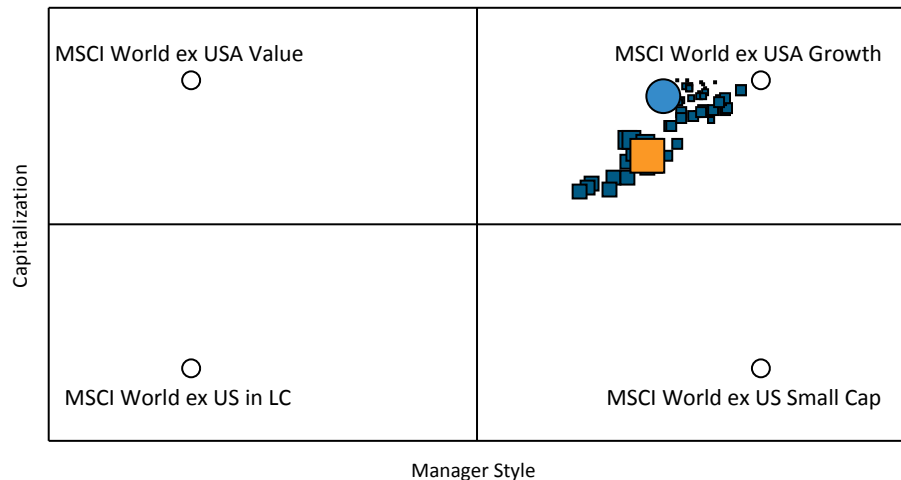 MSCI World ex USA Value
MSCI World ex USA Growth
Capitalization
MSCI World ex US in LC
MSCI World ex US Small Cap
Manager Style